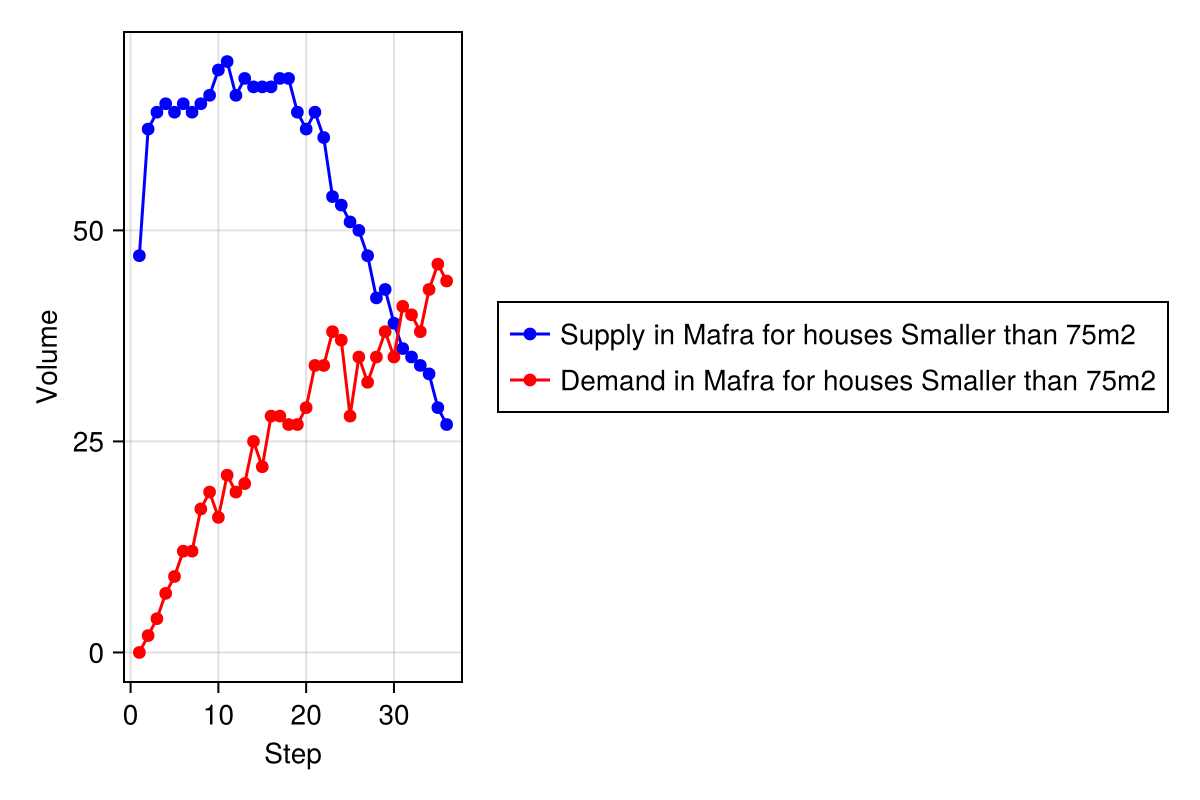 Volume
50
25
0
0 10 20 30
Step
Supply in Mafra for houses Smaller than 75m2
Demand in Mafra for houses Smaller than 75m2